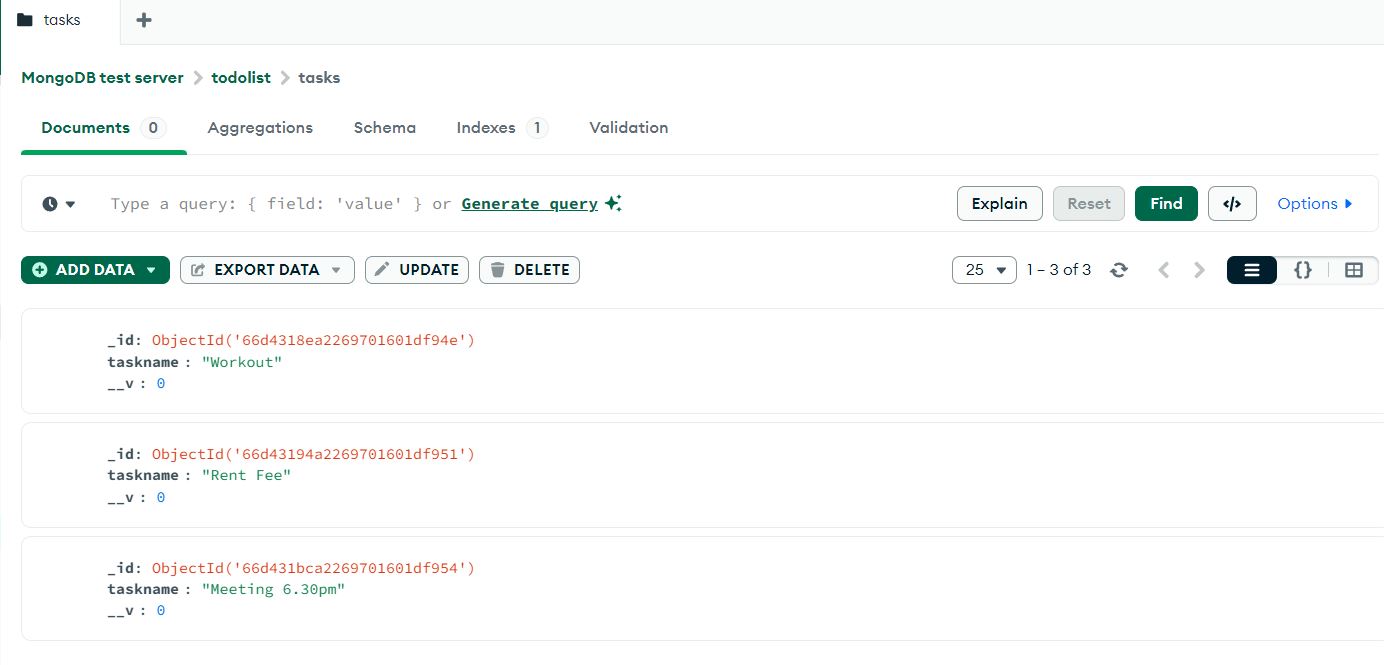 tasks
MongoDB test server > todolist > tasks
Documents 0 Aggregations Schema Indexes 1 Validation
Type a query: { field: 'value' } or Generate query Explain Reset Find </> Options
ADD DATA EXPORT DATA UPDATE DELETE 25 1 – 3 of 3 {}
_id: ObjectId('66d4318ea2269701601df94e')
taskname : "Workout"
__v : 0
_id: ObjectId('66d43194a2269701601df951')
taskname : "Rent Fee"
__v : 0
_id: ObjectId('66d431bca2269701601df954')
taskname : "Meeting 6.30pm"
__v : 0